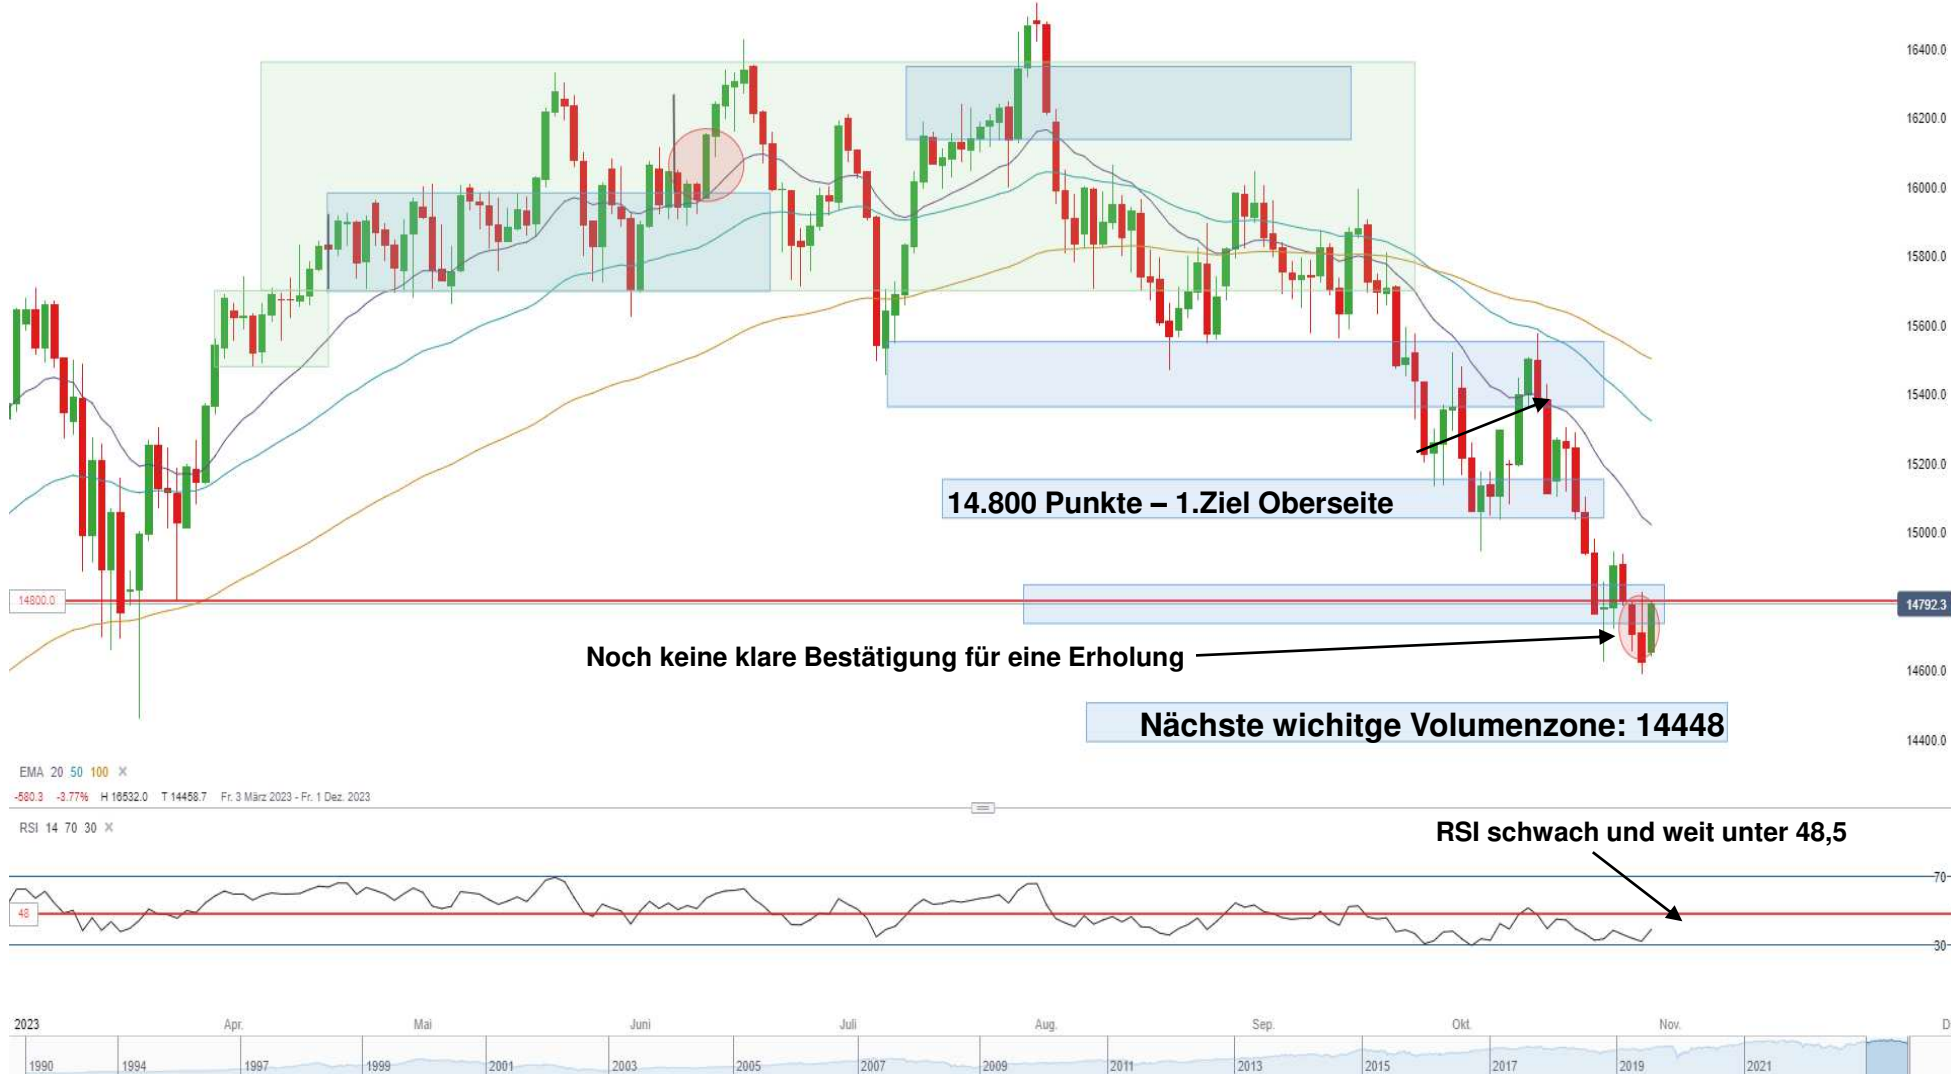 16400.0
16200.0
16000.0
15800.0
15600.0
15400.0
15200.0
14.800 Punkte – 1.Ziel Oberseite
15000.0
14800.0
14792.3
Noch keine klare Bestätigung für eine Erholung
14600.0
Nächste wichitge Volumenzone: 14448
14400.0
EMA 20 50 100 ×
-580.3 -3.77% H 16532.0 T 14458.7 Fr. 3 März 2023 - Fr. 1 Dez. 2023
RSI 14 70 30 ×
RSI schwach und weit unter 48,5
70
48
30
2023 Apr. Mai Juni Juli Aug. Sep. Okt. Nov. D
1990 1994 1997 1999 2001 2003 2005 2007 2009 2011 2013 2015 2017 2019 2021